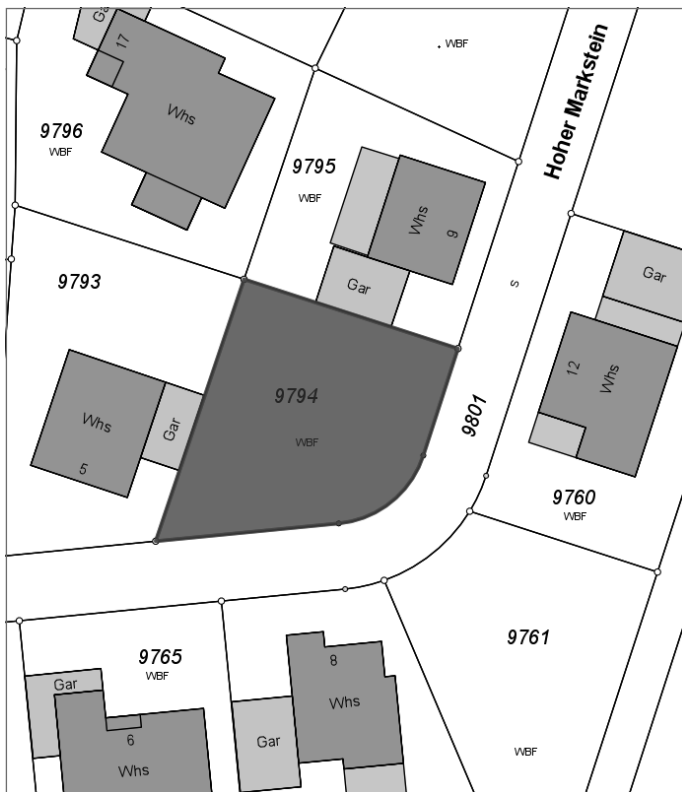 Ga
17
WBF
Whs
9796
WBF
Hoher Markstein
9795
WBF
Whs
9
Gar
9793
s
Gar
12
Whs
9794
WBF
Whs
5
Gar
9801
9760
WBF
9765
WBF
Gar
6
Whs
8
Whs
Gar
9761
WBF